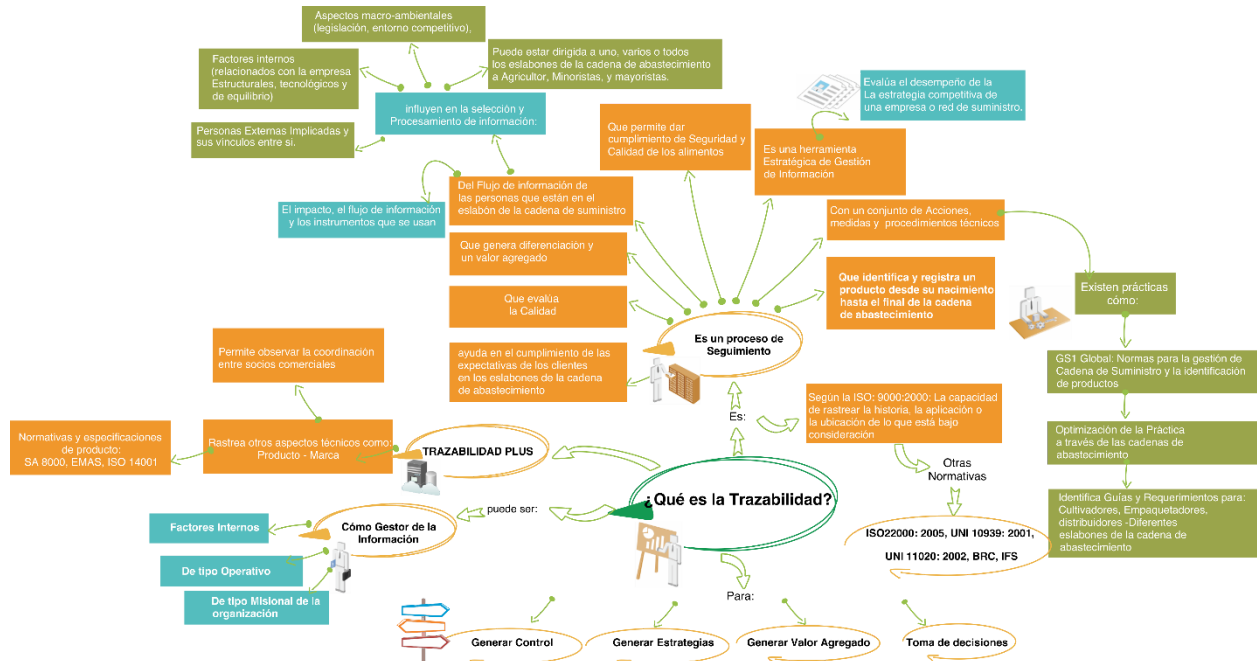 Aspectos macro-ambientales
(legislación, entorno competitivo),
Factores internos
(relacionados con la empresa
Estructurales, tecnológicos y
de equilibrio)
Puede estar dirigida a uno, varios o todos
los eslabones de la cadena de abastecimiento
a Agricultor, Minoristas, y mayoristas.
influyen en la selección y
Procesamiento de información:
Personas Externas Implicadas y
sus vínculos entre sí.
El impacto, el flujo de información
y los instrumentos que se usan
Del Flujo de información de
las personas que están en el
eslabón de la cadena de suministro
Que permite dar
cumplimiento de Seguridad y
Calidad de los alimentos
Evalúa el desempeño de la
La estrategia competitiva de
una empresa o red de suministro.
Es una herramienta
Estratégica de Gestión
de Información
Con un conjunto de Acciones,
medidas y procedimientos técnicos
Que genera diferenciación y
un valor agregado
Que evalúa
la Calidad
ayuda en el cumplimiento de las
expectativas de los clientes
en los eslabones de la cadena
de abastecimiento
Es un proceso de
Seguimiento
Que identifica y registra un
producto desde su nacimiento
hasta el final de la cadena
de abastecimiento
Existen prácticas
cómo:
GS1 Global: Normas para la gestión de
Cadena de Suministro y la identificación
de productos
Optimización de la Práctica
a través de las cadenas de
abastecimiento
Identifica Guías y Requerimientos para:
Cultivadores, Empaquetadores,
distribuidores -Diferentes
eslabones de la cadena de
abastecimiento
Permite observar la coordinación
entre socios comerciales
Normativas y especificaciones
de producto:
SA 8000, EMAS, ISO 14001
Rastrea otros aspectos técnicos como:
Producto - Marca
TRAZABILIDAD PLUS
Es:
Según la ISO: 9000:2000: La capacidad
de rastrear la historia, la aplicación o
la ubicación de lo que está bajo
consideración
Otras
Normativas
ISO22000: 2005, UNI 10939: 2001,
UNI 11020: 2002, BRC, IFS
¿Qué es la Trazabilidad?
puede ser:
Cómo Gestor de la
Información
Factores Internos
De tipo Operativo
De tipo Misional de la
organización
Para:
Generar Control
Generar Estrategias
Generar Valor Agregado
Toma de decisiones